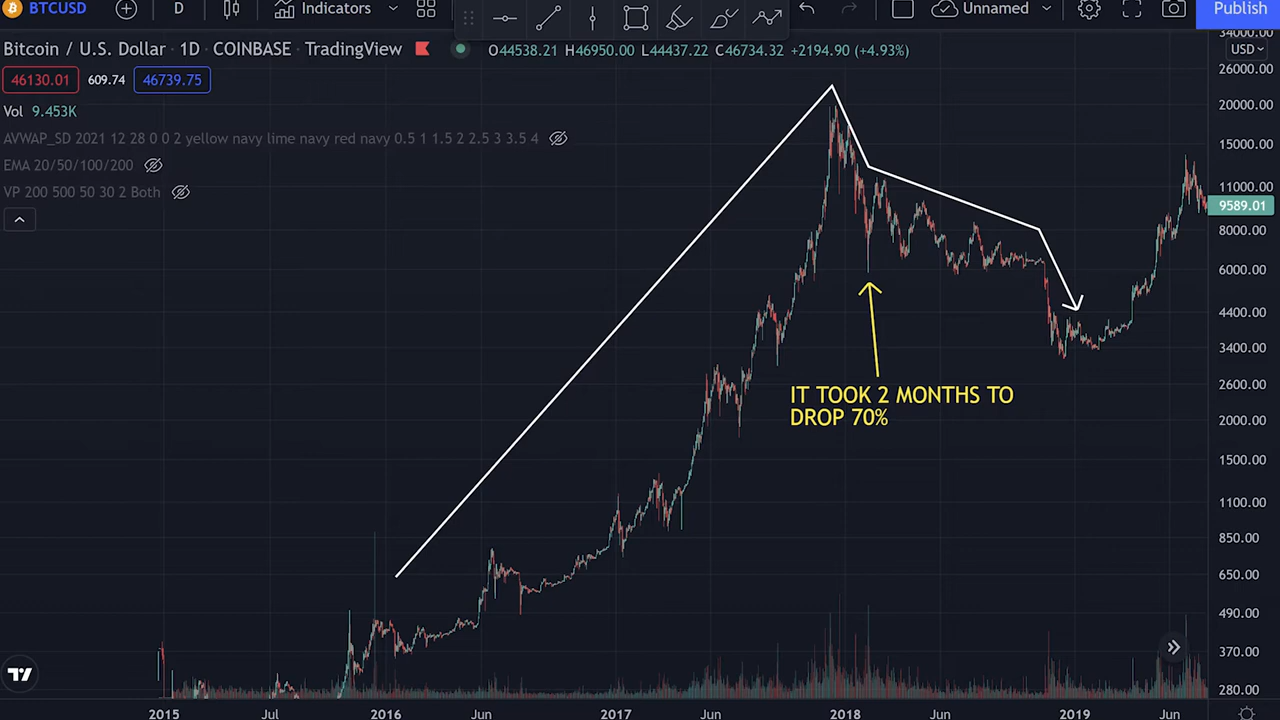 BTCUSD D Indicators Unnamed Publish
Bitcoin / U.S. Dollar · 1D · COINBASE · TradingView O44538.21 H46950.00 L44437.22 C46734.32 +2194.90 (+4.93%)
46130.01 609.74 46739.75
Vol 9.453K
AVWAP_SD 2021 12 28 0 0 2 yellow navy lime navy red navy 0.5 1 1.5 2 2.5 3 3.5 4
EMA 20/50/100/200
VP 200 500 50 30 2 Both
34000.00
USD
26000.00
20000.00
15000.00
11000.00
9589.01
8000.00
6000.00
4400.00
3400.00
2600.00
2000.00
1500.00
1100.00
850.00
650.00
490.00
370.00
280.00
IT TOOK 2 MONTHS TO
DROP 70%
2015 Jul 2016 Jun 2017 Jun 2018 Jun 2019 Jun